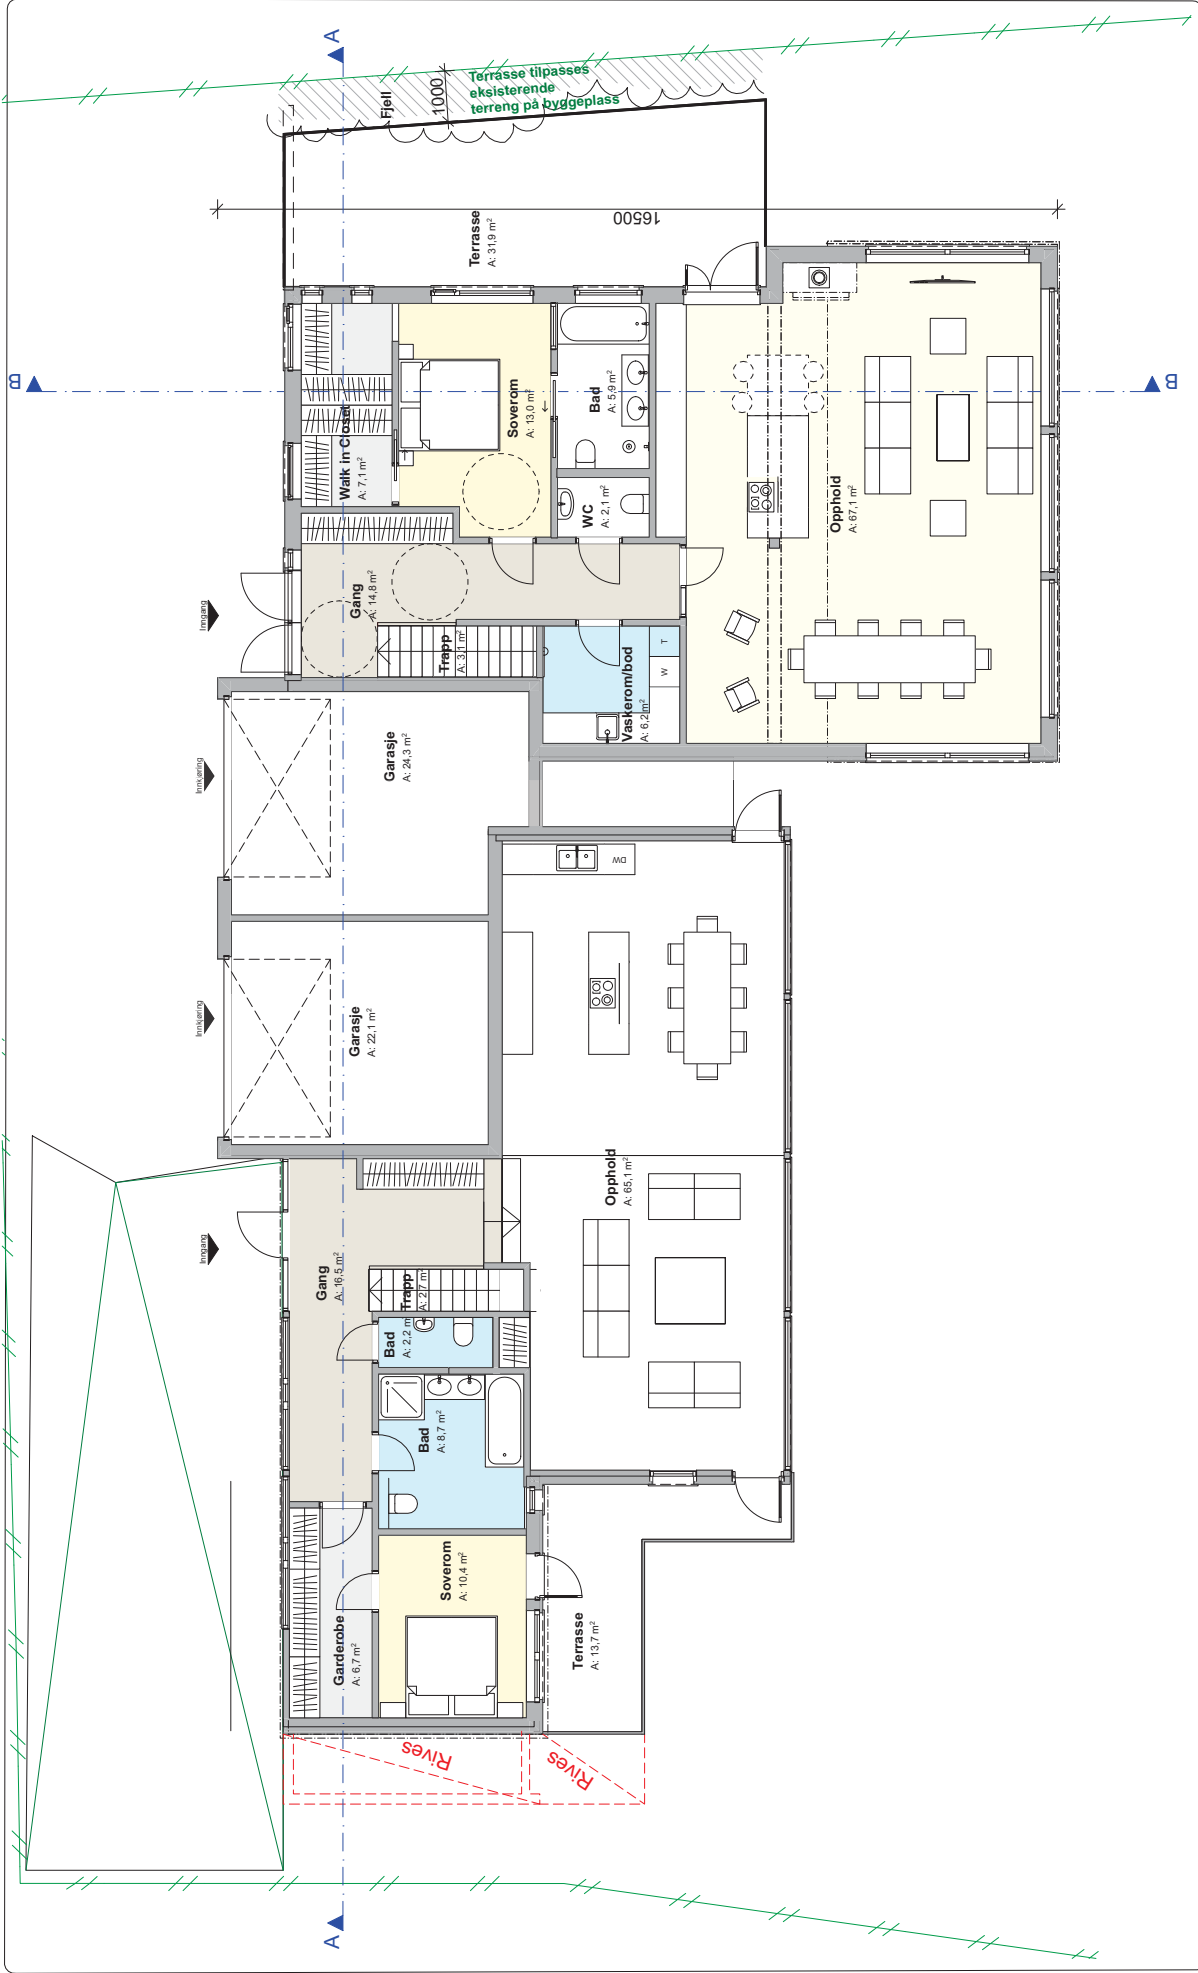 A
Fjell
1000
Terrasse tilpasses
eksisterende
terreng på byggeplass
16500
Terrasse
A: 31,9 m²
B
Walk in Closet
A: 7,1 m²
Soverom
A: 13,0 m²
Bad
A: 5,9 m²
WC
A: 2,1 m²
Opphold
A: 67,1 m²
B
Inngang
Gang
A: 14,8 m²
Trapp
A: 3,1 m²
Vaskerom/bod
A: 6,2 m²
W
T
Innkjøring
Garasje
A: 24,3 m²
DW
Innkjøring
Garasje
A: 22,1 m²
Inngang
Gang
A: 16,5 m²
Trapp
A: 2,7 m²
Opphold
A: 65,1 m²
Bad
A: 2,2 m²
Bad
A: 8,7 m²
Garderobe
A: 6,7 m²
Soverom
A: 10,4 m²
Terrasse
A: 13,7 m²
Rives
Rives
A